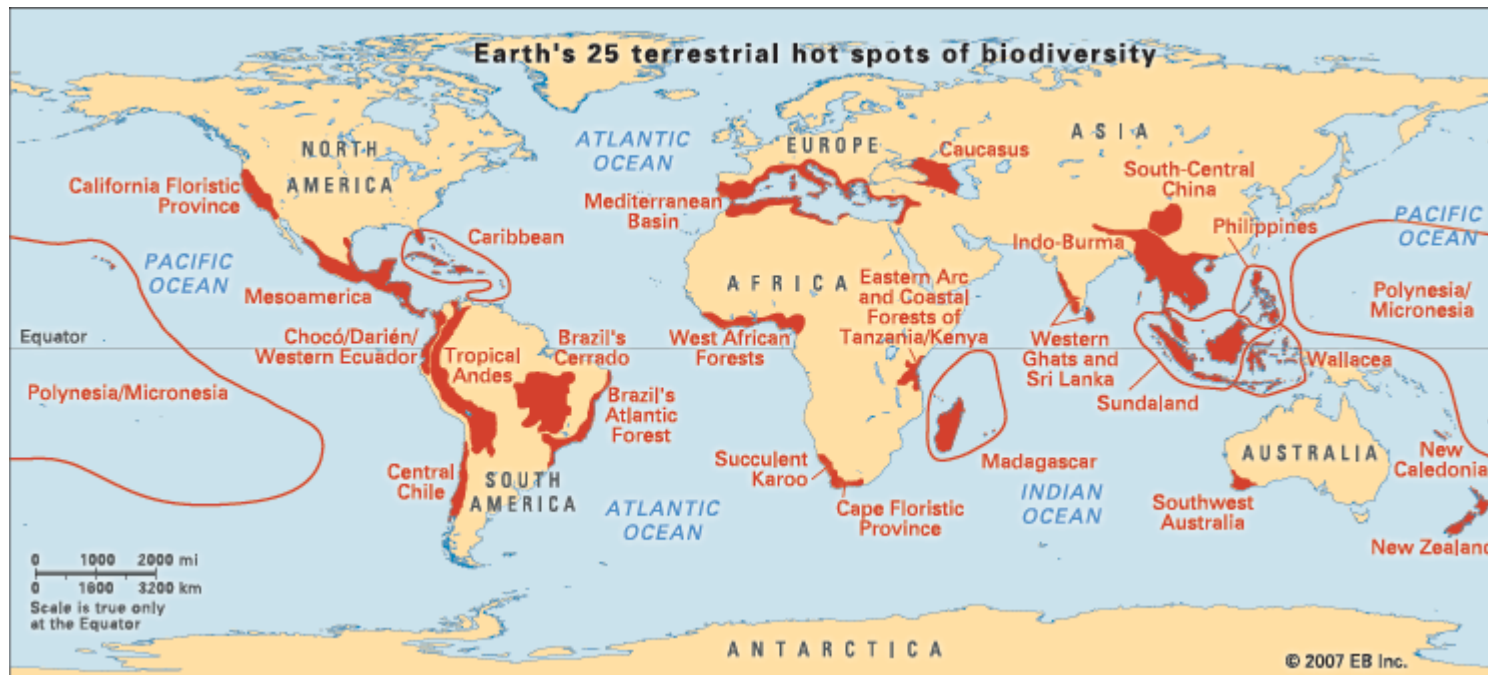 Earth's 25 terrestrial hot spots of biodiversity
NORTH
AMERICA
ATLANTIC
OCEAN
EUROPE
ASIA
Caucasus
California Floristic
Province
Mediterranean
Basin
South-Central
China
Philippines
PACIFIC
OCEAN
Caribbean
Indo-Burma
PACIFIC
OCEAN
Mesoamerica
AFRICA
Eastern Arc
and Coastal
Forests of
Tanzania/Kenya
Polynesia/
Micronesia
Equator
Chocó/Darién/
Western Ecuador
Tropical
Andes
Brazil's
Cerrado
West African
Forests
Western
Ghats and
Sri Lanka
Wallacea
Polynesia/Micronesia
Brazil's
Atlantic
Forest
Sundaland
Central
Chile
SOUTH
AMERICA
Succulent
Karoo
Madagascar
AUSTRALIA
New
Caledonia
ATLANTIC
OCEAN
Cape Floristic
Province
INDIAN
OCEAN
Southwest
Australia
New Zealand
0 1000 2000 mi
0 1600 3200 km
Scale is true only
at the Equator
ANTARCTICA
© 2007 EB Inc.